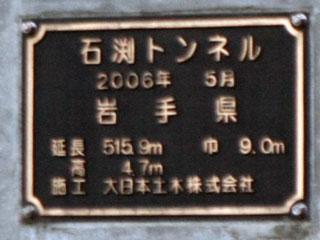 石渕トンネル
2006年 5月
岩手県
延長 515.9m 巾 9.0m
高 4.7m
施工 大日本土木株式会社